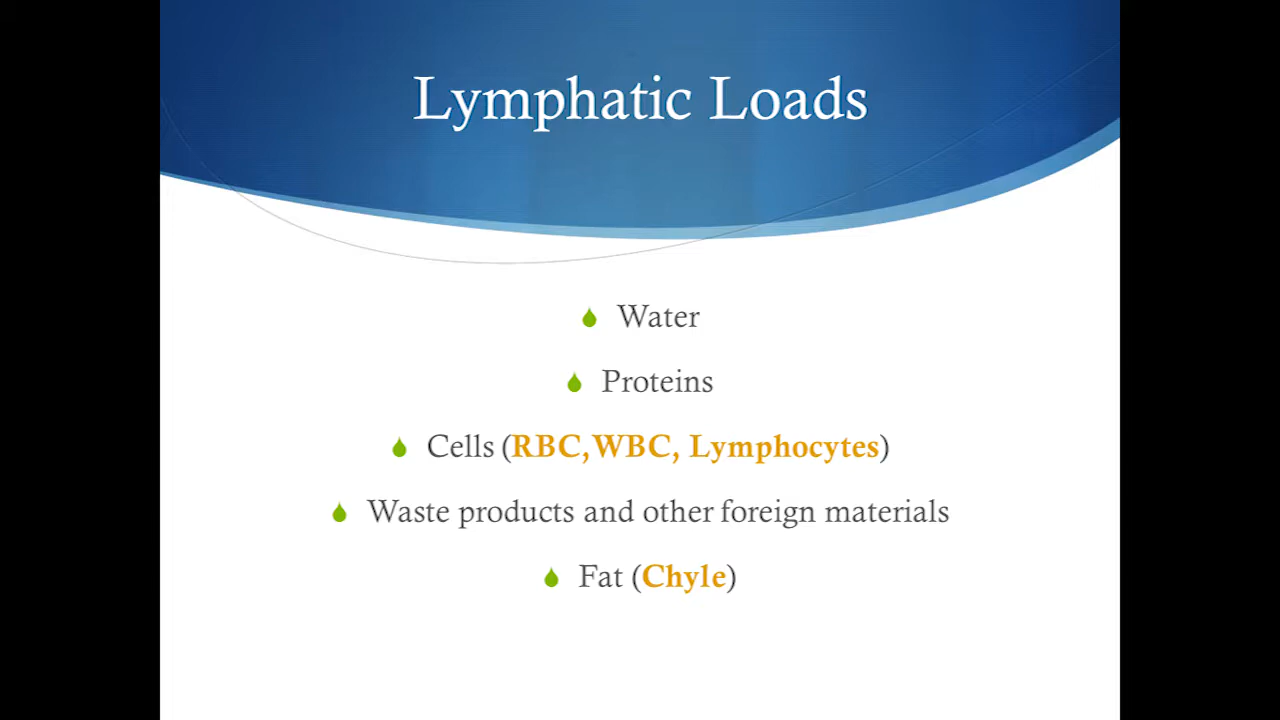 Lymphatic Loads
Water
Proteins
Cells (RBC,WBC, Lymphocytes)
Waste products and other foreign materials
Fat (Chyle)